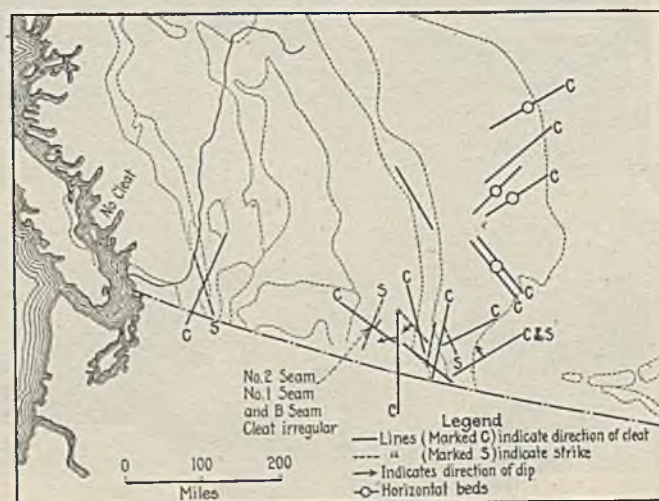 No Cleat
C
C
C
C
C
C
C
S
C
S
C
C
C
S
C & S
C
No.2 Seam
No.1 Seam
and B Seam
Cleat irregular
0 100 200
Miles
Legend
Lines (Marked C) indicate direction of cleat
" (Marked S) indicate strike
Indicates direction of dip
Horizontal beds